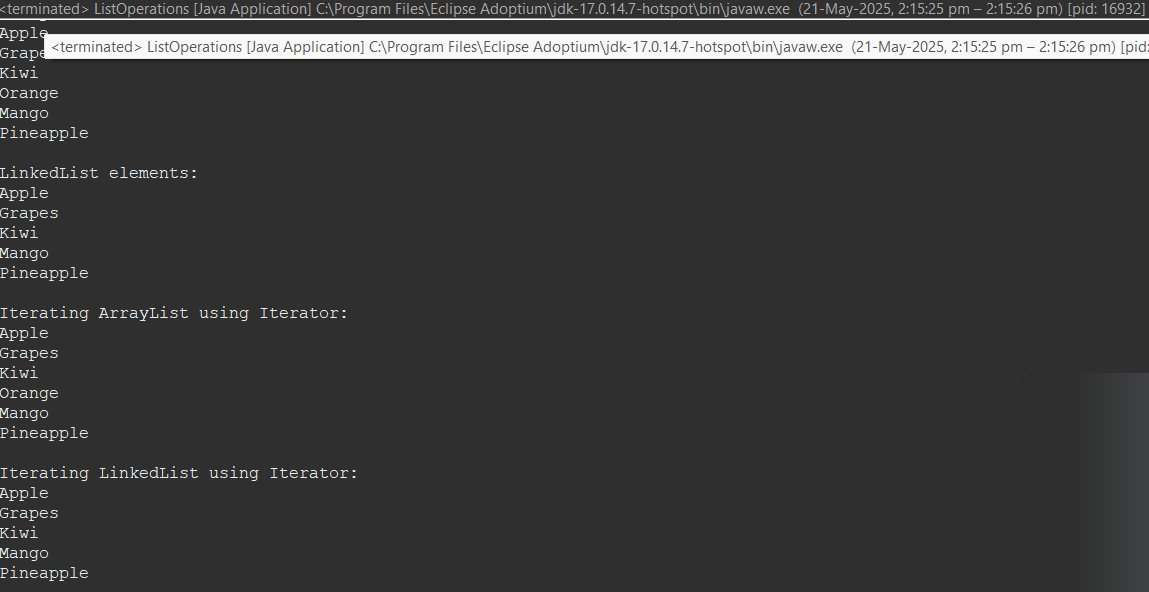 <terminated> ListOperations [Java Application] C:\Program Files\Eclipse Adoptium\jdk-17.0.14.7-hotspot\bin\javaw.exe (21-May-2025, 2:15:25 pm – 2:15:26 pm) [pid: 16932]
Apple
<terminated> ListOperations [Java Application] C:\Program Files\Eclipse Adoptium\jdk-17.0.14.7-hotspot\bin\javaw.exe (21-May-2025, 2:15:25 pm – 2:15:26 pm) [pid:
Grape
Kiwi
Orange
Mango
Pineapple
LinkedList elements:
Apple
Grapes
Kiwi
Mango
Pineapple
Iterating ArrayList using Iterator:
Apple
Grapes
Kiwi
Orange
Mango
Pineapple
Iterating LinkedList using Iterator:
Apple
Grapes
Kiwi
Mango
Pineapple